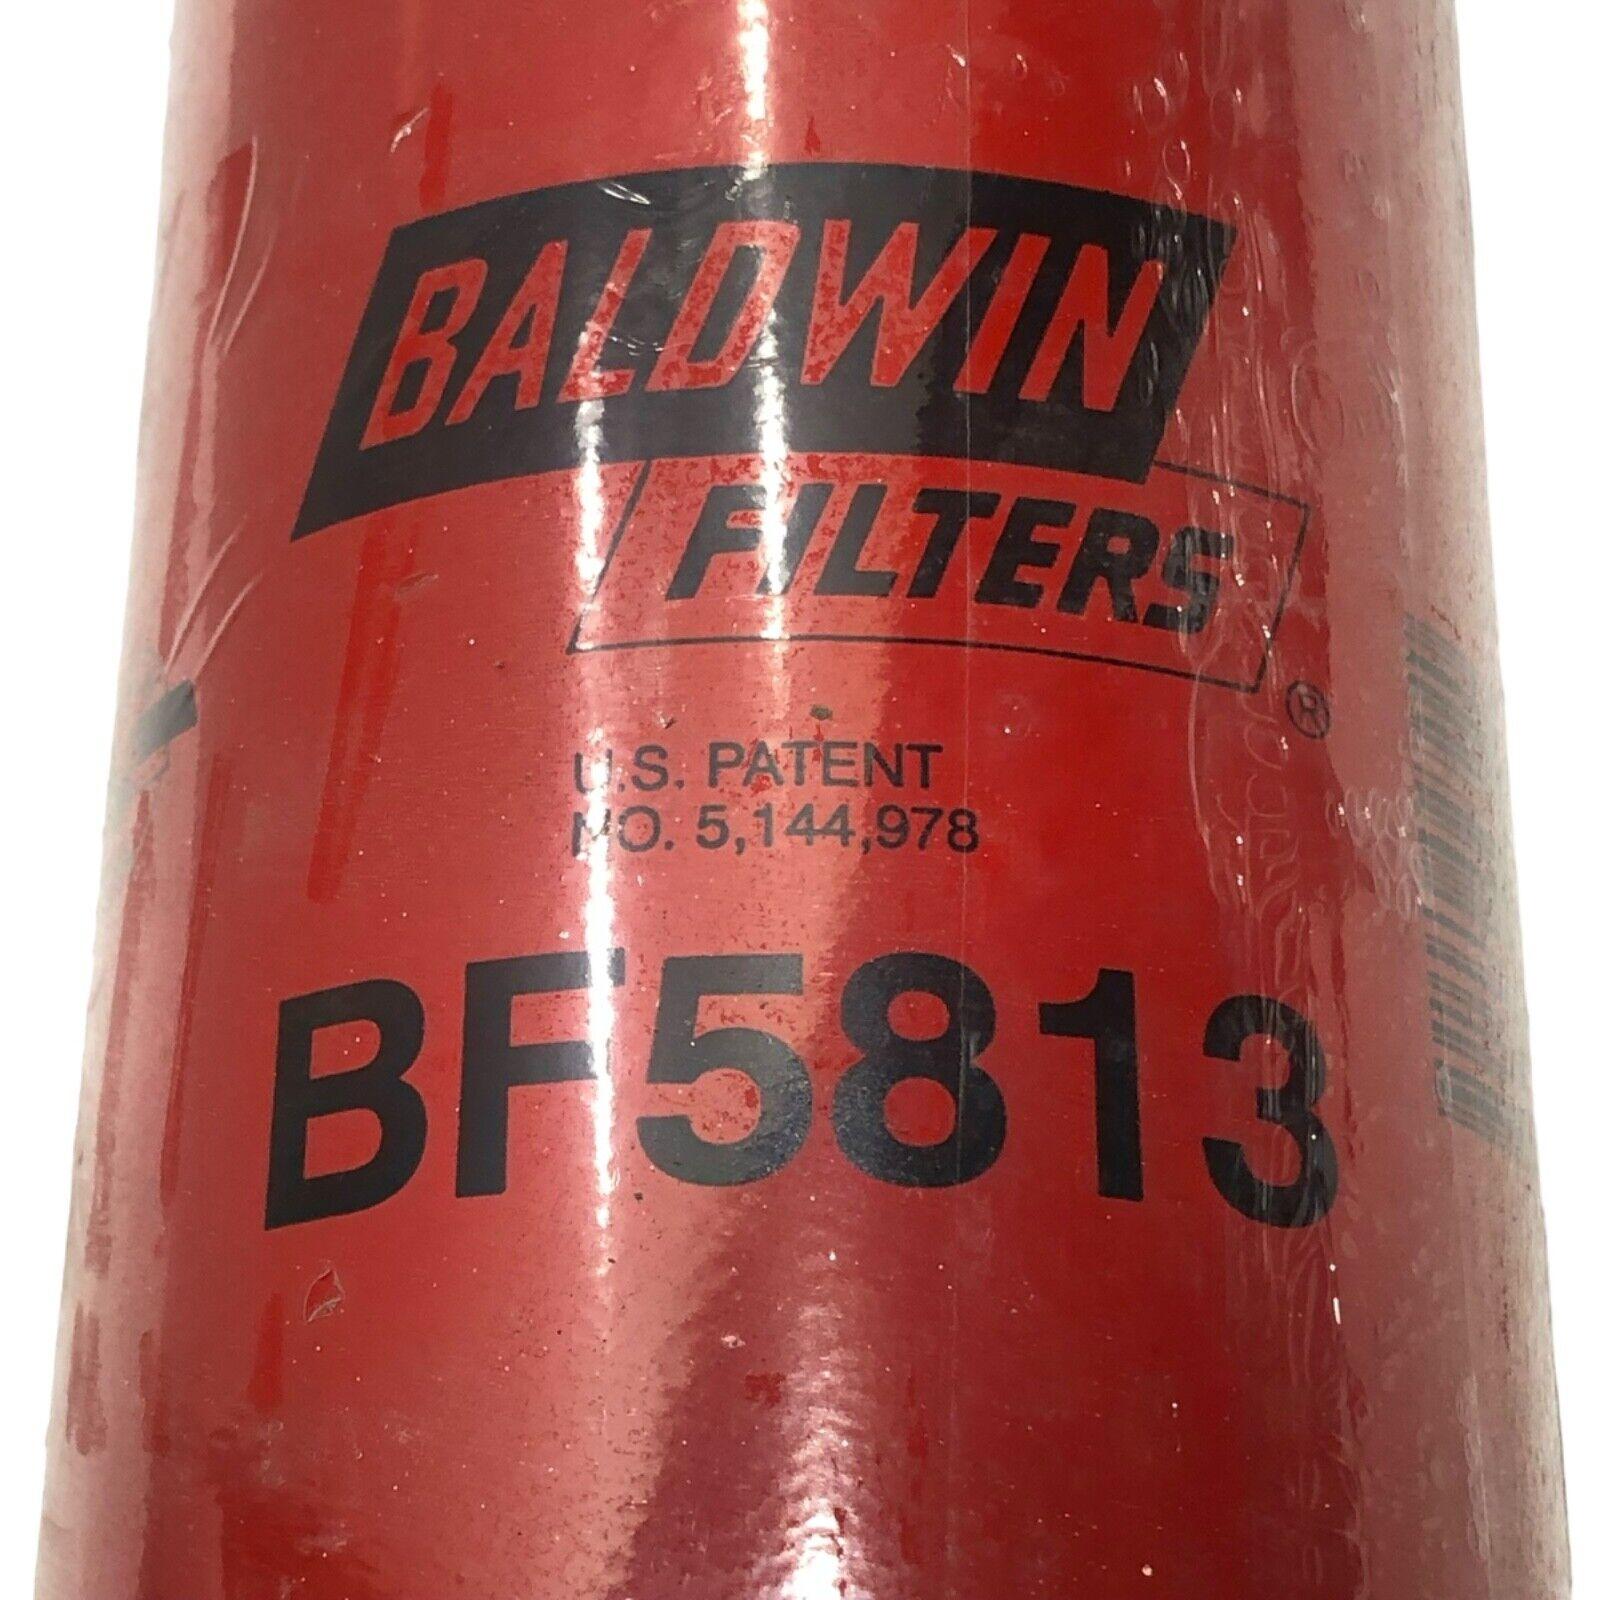 BALDWIN
FILTERS
®
U.S. PATENT
NO. 5,144,978
BF5813